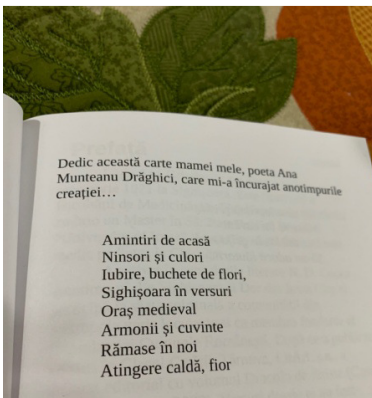 Dedic această carte mamei mele, poeta Ana
Munteanu Drăghici, care mi-a încurajat anotimpurile
creației…
Amintiri de acasă
Ninsori și culori
Iubire, buchete de flori,
Sighișoara în versuri
Oraș medieval
Armonii și cuvinte
Rămase în noi
Atingere caldă, fior